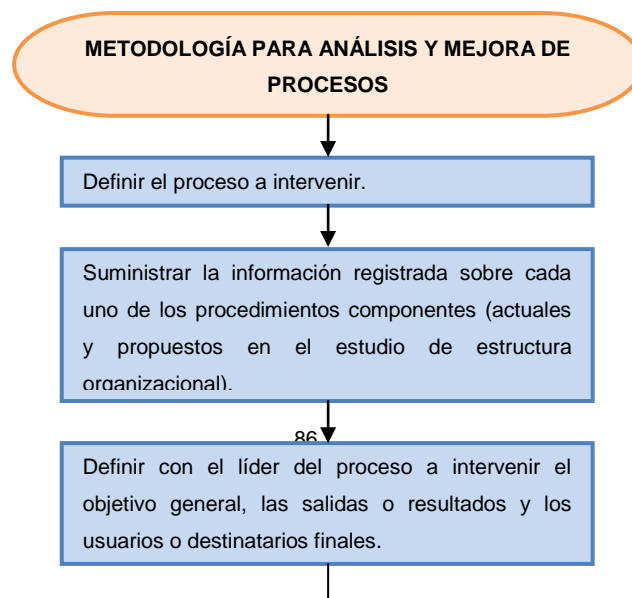 METODOLOGÍA PARA ANÁLISIS Y MEJORA DE
PROCESOS
Definir el proceso a intervenir.
Suministrar la información registrada sobre cada
uno de los procedimientos componentes (actuales
y propuestos en el estudio de estructura
organizacional).
86
Definir con el líder del proceso a intervenir el
objetivo general, las salidas o resultados y los
usuarios o destinatarios finales.